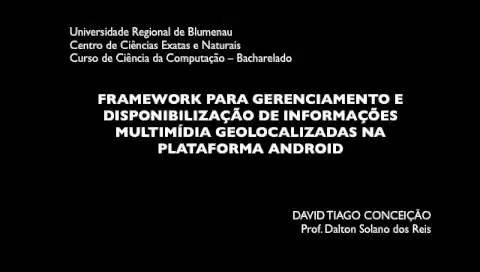 Universidade Regional de Blumenau
Centro de Ciências Exatas e Naturais
Curso de Ciência da Computação – Bacharelado
FRAMEWORK PARA GERENCIAMENTO E
DISPONIBILIZAÇÃO DE INFORMAÇÕES
MULTIMÍDIA GEOLOCALIZADAS NA
PLATAFORMA ANDROID
DAVID TIAGO CONCEIÇÃO
Prof. Dalton Solano dos Reis